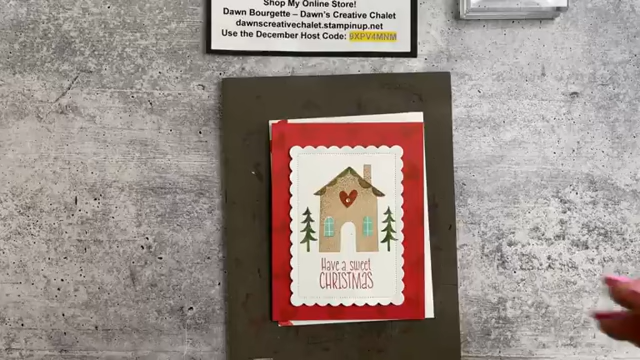 Shop My Online Store!
Dawn Bourgette – Dawn's Creative Chalet
dawnscreativechalet.stampinup.net
Use the December Host Code: 9XPV4MNM
Have a sweet
CHRISTMAS